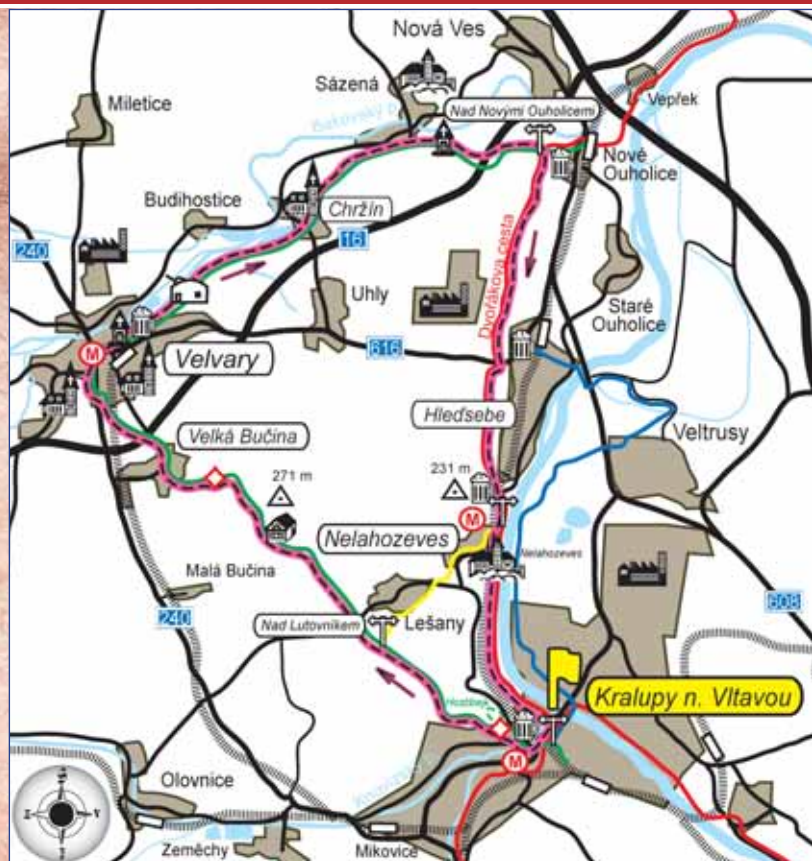 Nová Ves
Sázená
Miletice
Vepřek
Nad Novými Ouholicemi
Nové
Ouholice
Budihostice
Chržín
240
16
Dvořákova cesta
Uhly
Staré
Ouholice
616
M
Velvary
Hleďsebe
Veltrusy
Velká Bučina
271 m
231 m
M
Nelahozeves
Nelahozeves
Malá Bučina
Nad Lutovníkem
Lešany
240
608
Kralupy n. Vltavou
M
Olovnice
Zeměchy
Mikovice
S
Z
V
J